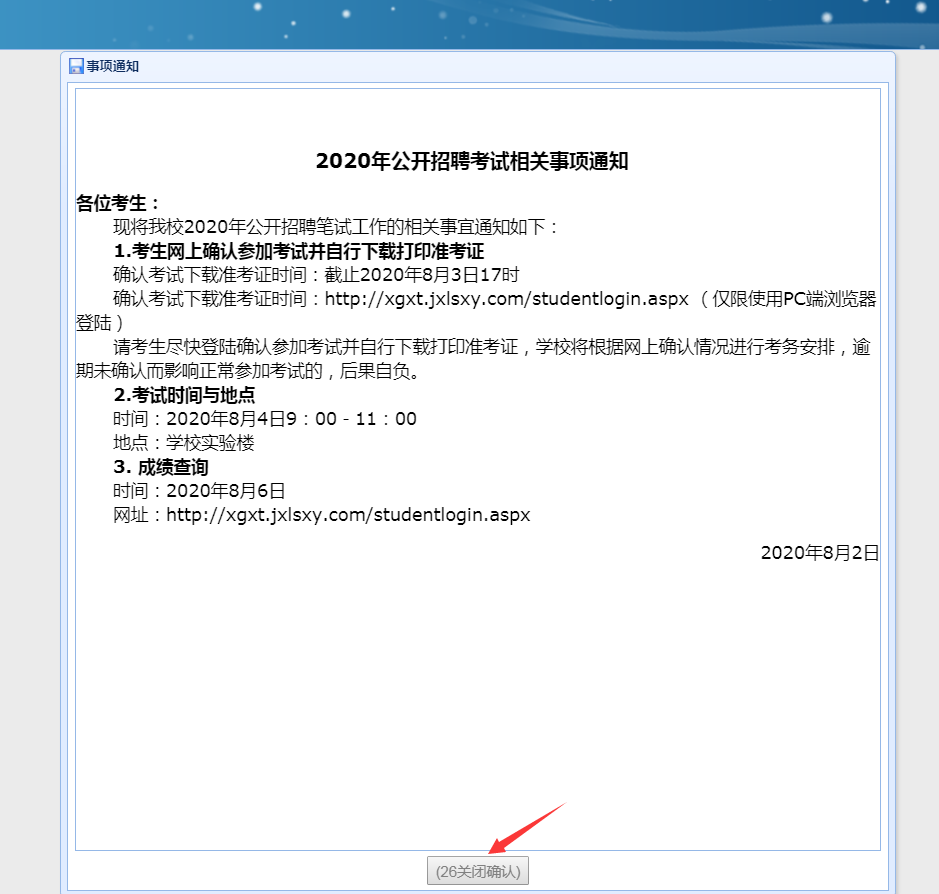 事项通知
2020年公开招聘考试相关事项通知
各位考生：
现将我校2020年公开招聘笔试工作的相关事宜通知如下：
1.考生网上确认参加考试并自行下载打印准考证
确认考试下载准考证时间：截止2020年8月3日17时
确认考试下载准考证时间：http://xgxt.jxlsxy.com/studentlogin.aspx （仅限使用PC端浏览器
登陆）
请考生尽快登陆确认参加考试并自行下载打印准考证，学校将根据网上确认情况进行考务安排，逾
期未确认而影响正常参加考试的，后果自负。
2.考试时间与地点
时间：2020年8月4日9：00－11：00
地点：学校实验楼
3. 成绩查询
时间：2020年8月6日
网址：http://xgxt.jxlsxy.com/studentlogin.aspx
2020年8月2日
(26关闭确认)